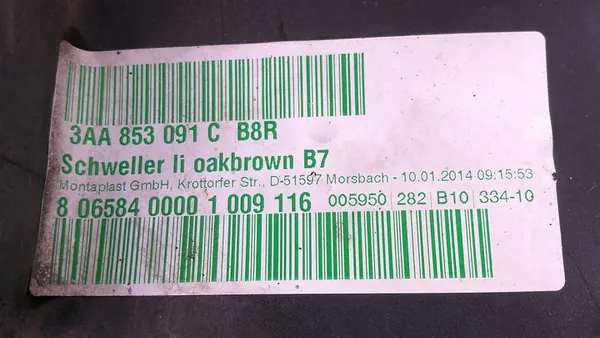 3AA 853 091 C B8R
Schweller li oakbrown B7
Montaplast GmbH, Krottorfer Str., D-51597 Morsbach - 10.01.2014 09:15:53
8 06584 0000 1 009 116 005950 282 B10 334-10